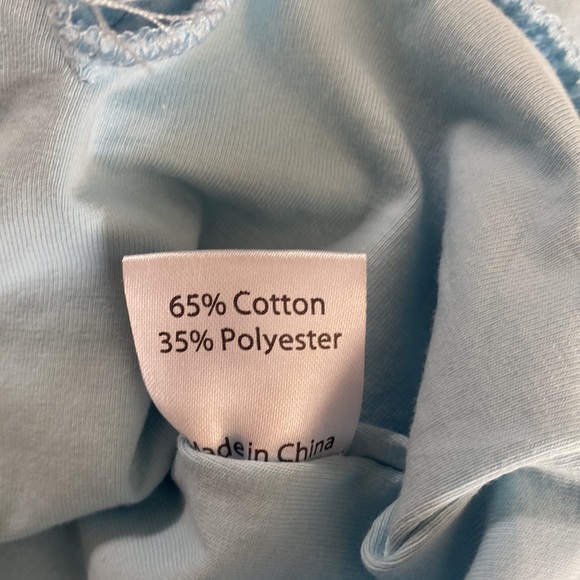 65% Cotton
35% Polyester
Made in China